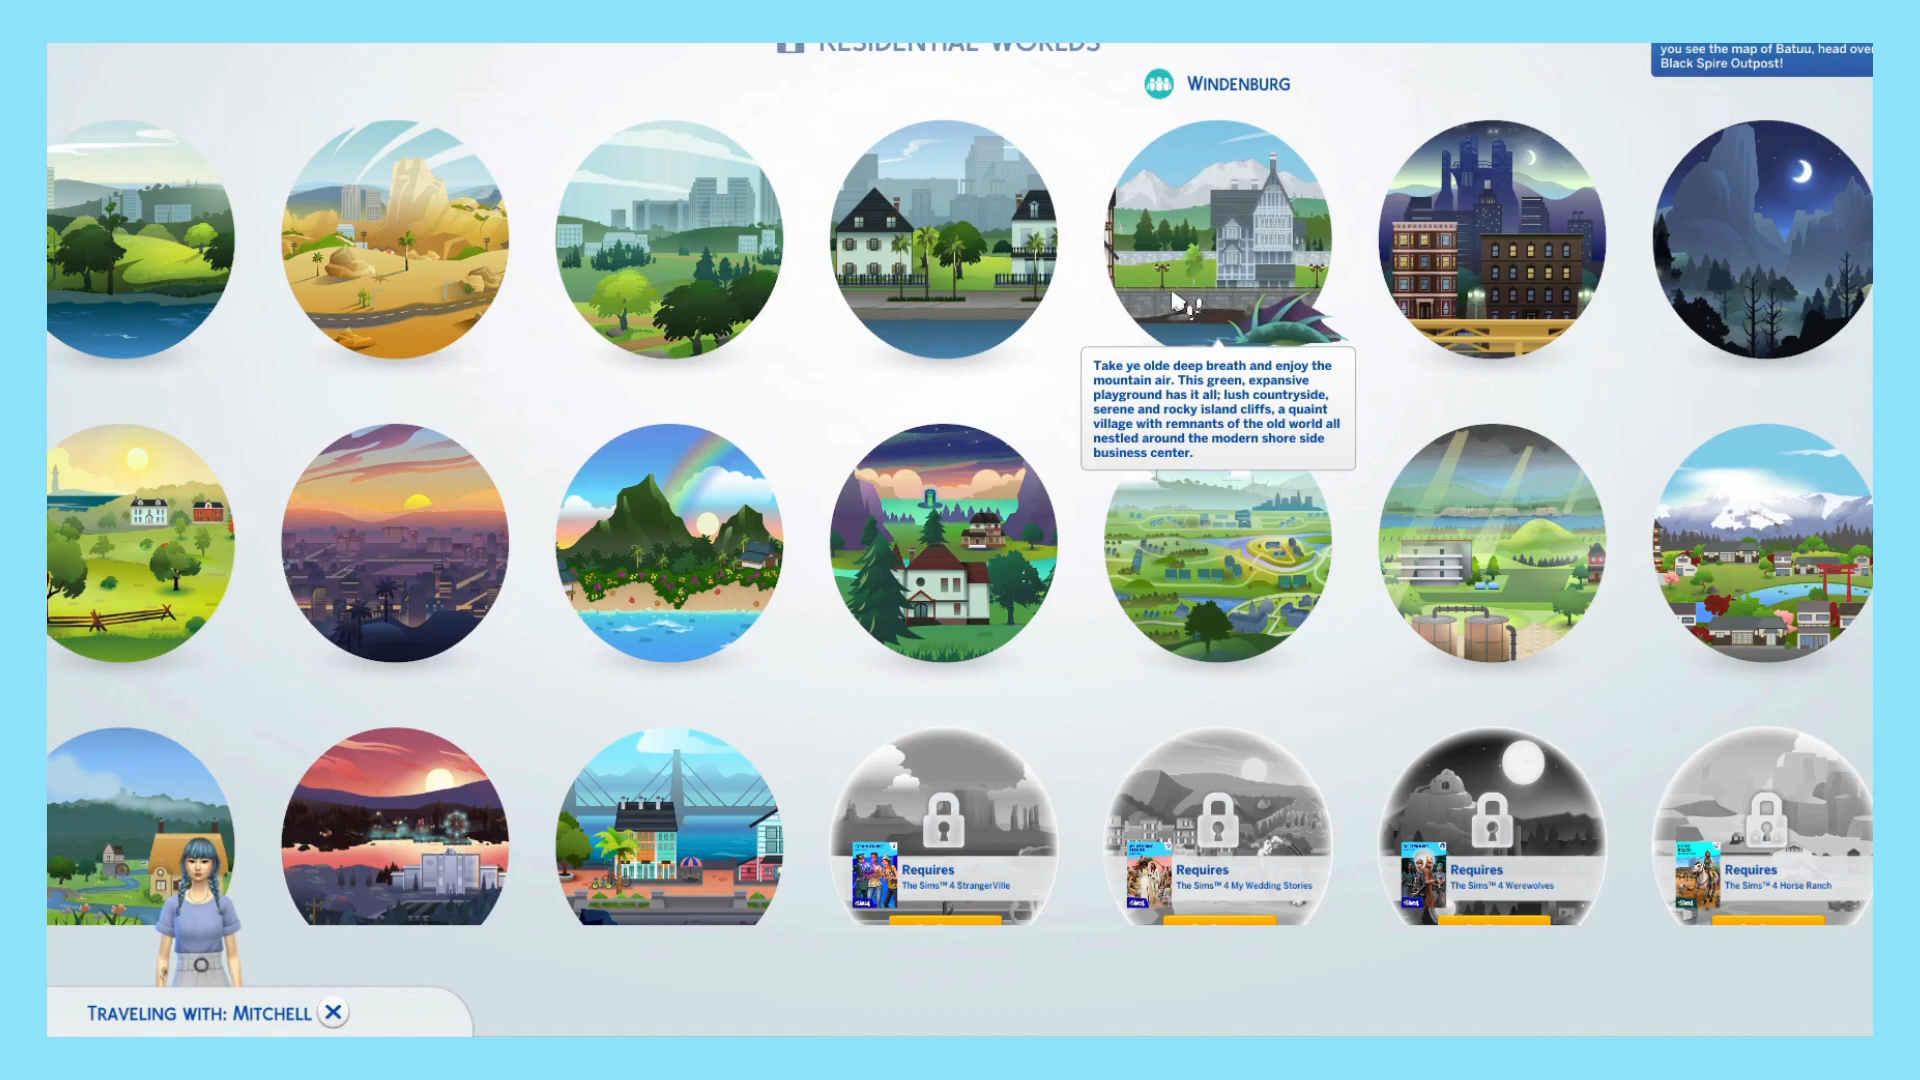 RESIDENTIAL WORLDS
you see the map of Batuu, head over
Black Spire Outpost!
WINDENBURG
Take ye olde deep breath and enjoy the
mountain air. This green, expansive
playground has it all; lush countryside,
serene and rocky island cliffs, a quaint
village with remnants of the old world all
nestled around the modern shore side
business center.
Requires
The Sims™ 4 StrangerVille
Requires
The Sims™ 4 My Wedding Stories
Requires
The Sims™ 4 Werewolves
Requires
The Sims™ 4 Horse Ranch
TRAVELING WITH: MITCHELL